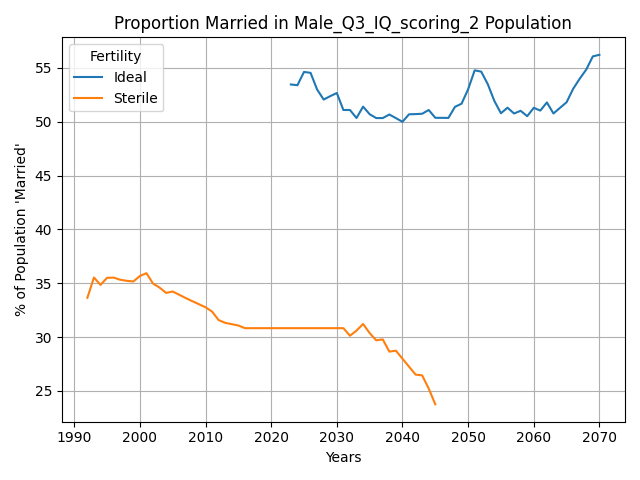 Proportion Married in Male_Q3_IQ_scoring_2 Population
Fertility
Ideal
Sterile
% of Population 'Married'
55
50
45
40
35
30
25
1990 2000 2010 2020 2030 2040 2050 2060 2070
Years